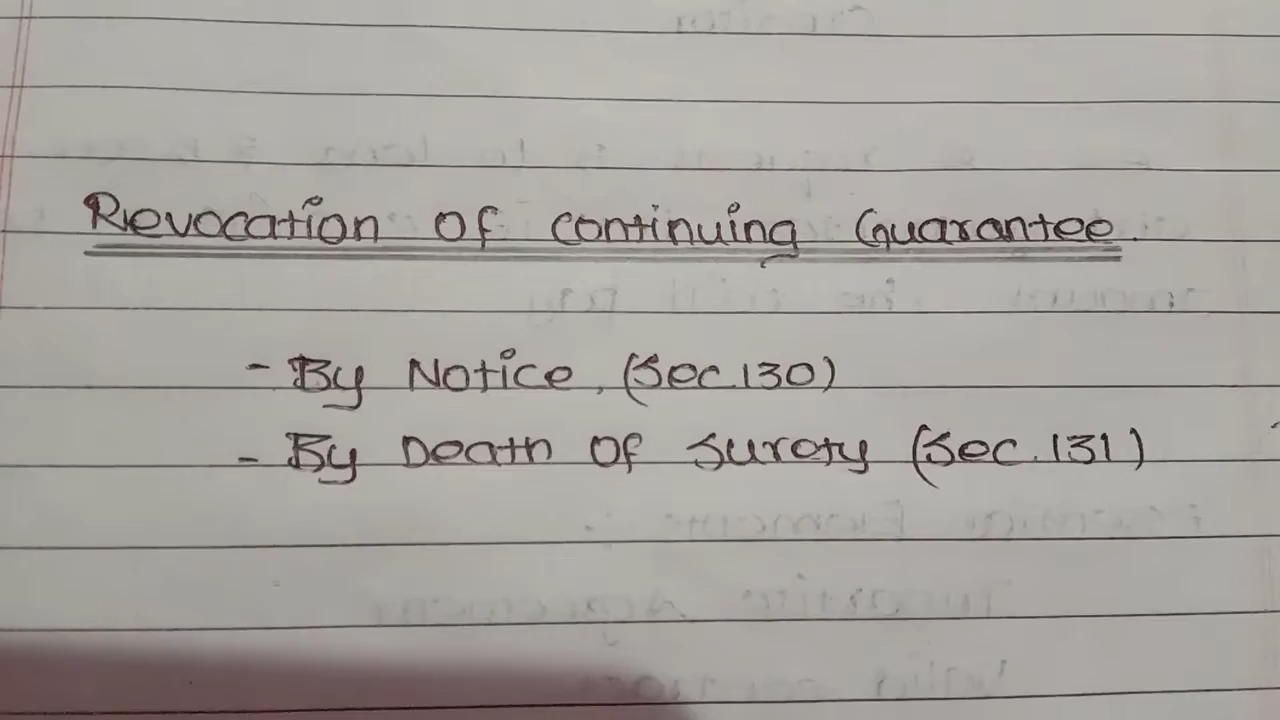 Revocation of continuing Guarantee.
- By Notice, (Sec.130)
- By Death of surety (Sec.131)